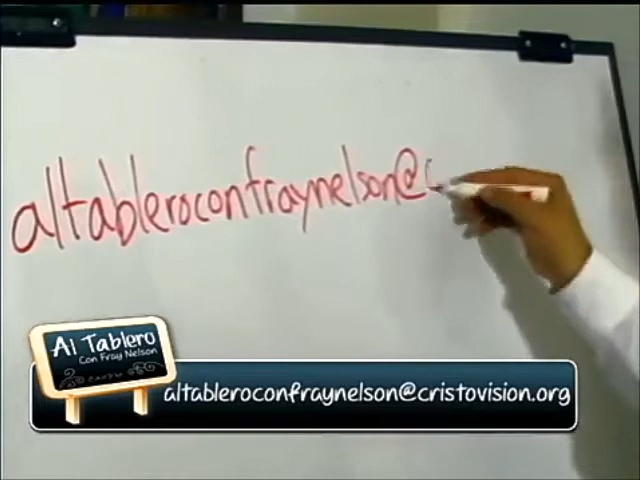 altableroconfraynelson@c
Al Tablero
Con Fray Nelson
altableroconfraynelson@cristovision.org